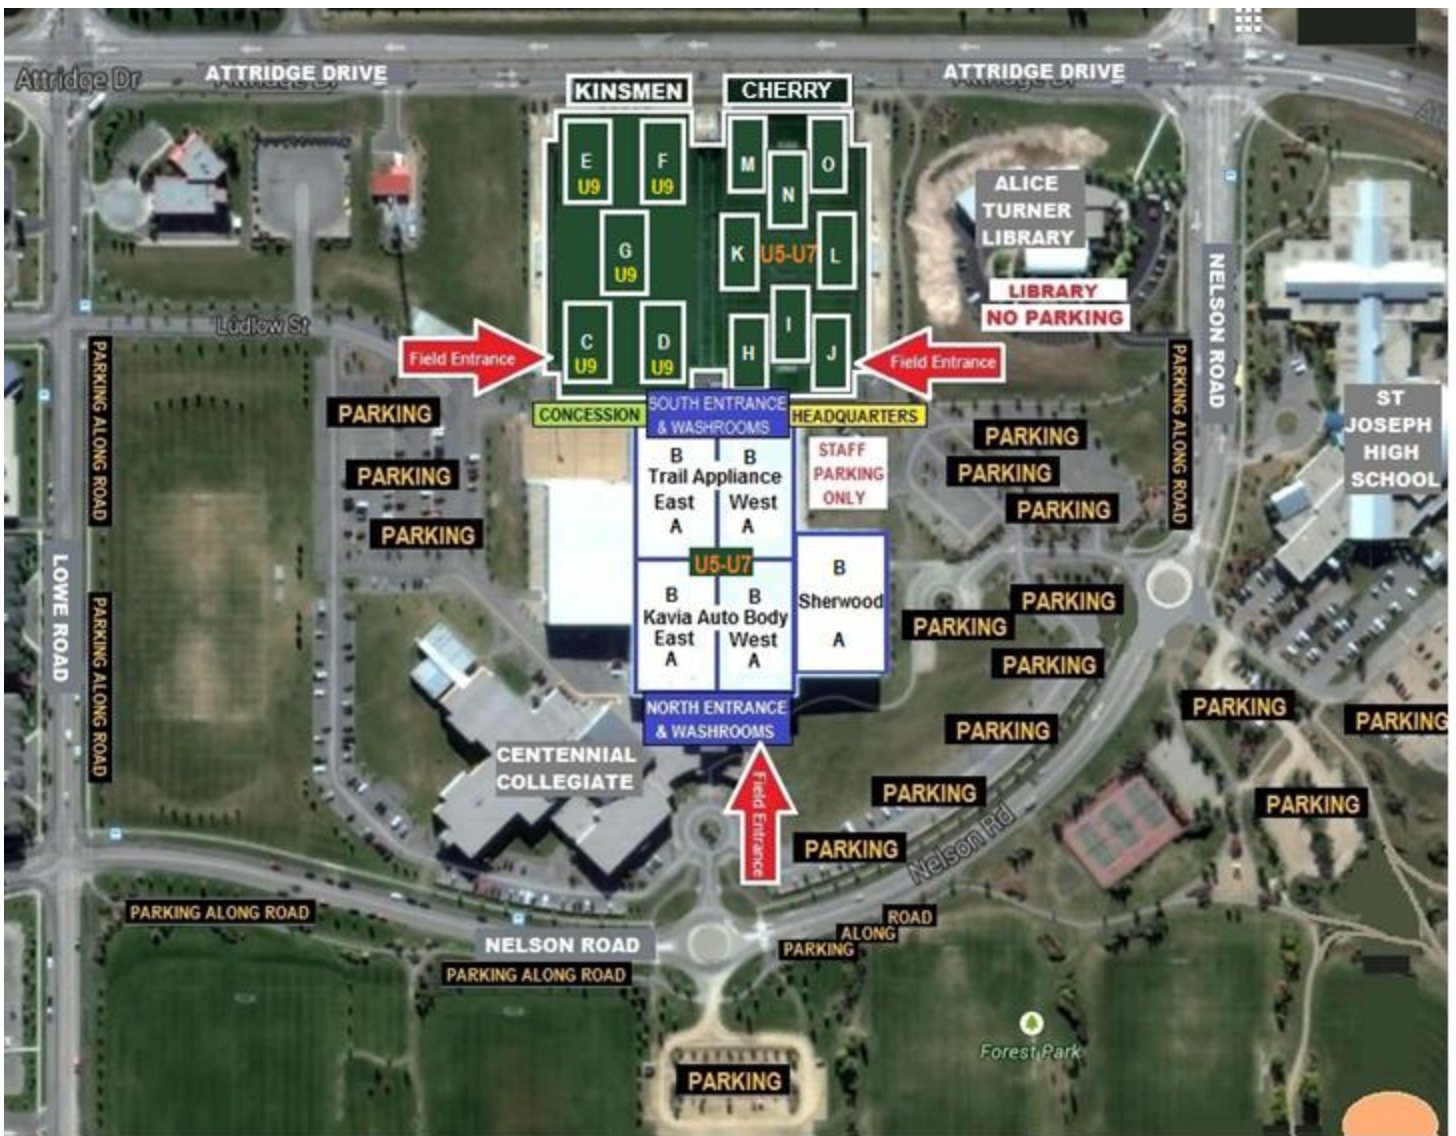 Attridge Dr
ATTRIDGE DRIVE
ATTRIDGE DRIVE
KINSMEN
CHERRY
E
U9
F
U9
G
U9
C
U9
D
U9
M
N
O
K
U5-U7
L
H
I
J
ALICE
TURNER
LIBRARY
LIBRARY
NO PARKING
NELSON ROAD
Ludlow St
Field Entrance
Field Entrance
PARKING ALONG ROAD
PARKING ALONG ROAD
ST
JOSEPH
HIGH
SCHOOL
PARKING
PARKING
PARKING
CONCESSION
SOUTH ENTRANCE
& WASHROOMS
HEADQUARTERS
STAFF
PARKING
ONLY
PARKING
PARKING
PARKING
B B
Trail Appliance
East West
A A
U5-U7
B B
Kavia Auto Body
East West
A A
B
Sherwood
A
LOWE ROAD
PARKING ALONG ROAD
PARKING
PARKING
PARKING
PARKING
PARKING
PARKING
PARKING
PARKING
PARKING
NORTH ENTRANCE
& WASHROOMS
CENTENNIAL
COLLEGIATE
Field Entrance
Nelson Rd
PARKING ALONG ROAD
NELSON ROAD
PARKING ALONG ROAD
PARKING
ALONG
ROAD
Forest Park
PARKING